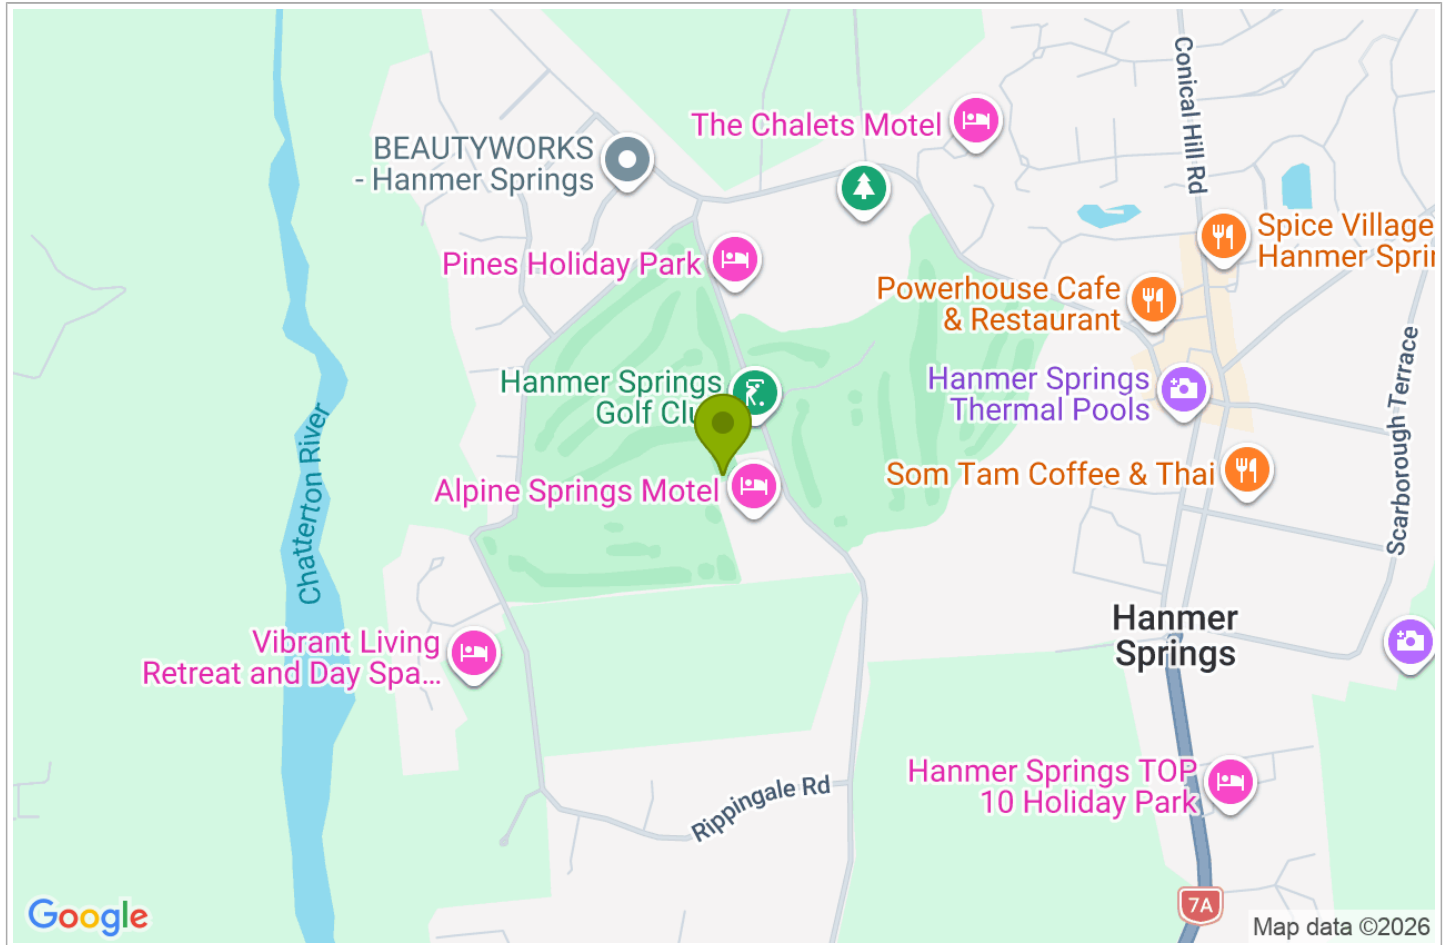 Conical Hill Rd
The Chalets Motel
BEAUTYWORKS
- Hanmer Springs
Spice Village
Hanmer Sprin
Pines Holiday Park
Powerhouse Cafe
& Restaurant
Hanmer Springs
Golf Clu
Hanmer Springs
Thermal Pools
Scarborough Terrace
Chatterton River
Alpine Springs Motel
Som Tam Coffee & Thai
Hanmer
Springs
Vibrant Living
Retreat and Day Spa...
Hanmer Springs TOP
10 Holiday Park
Rippingale Rd
7A
Google
Map data ©2026